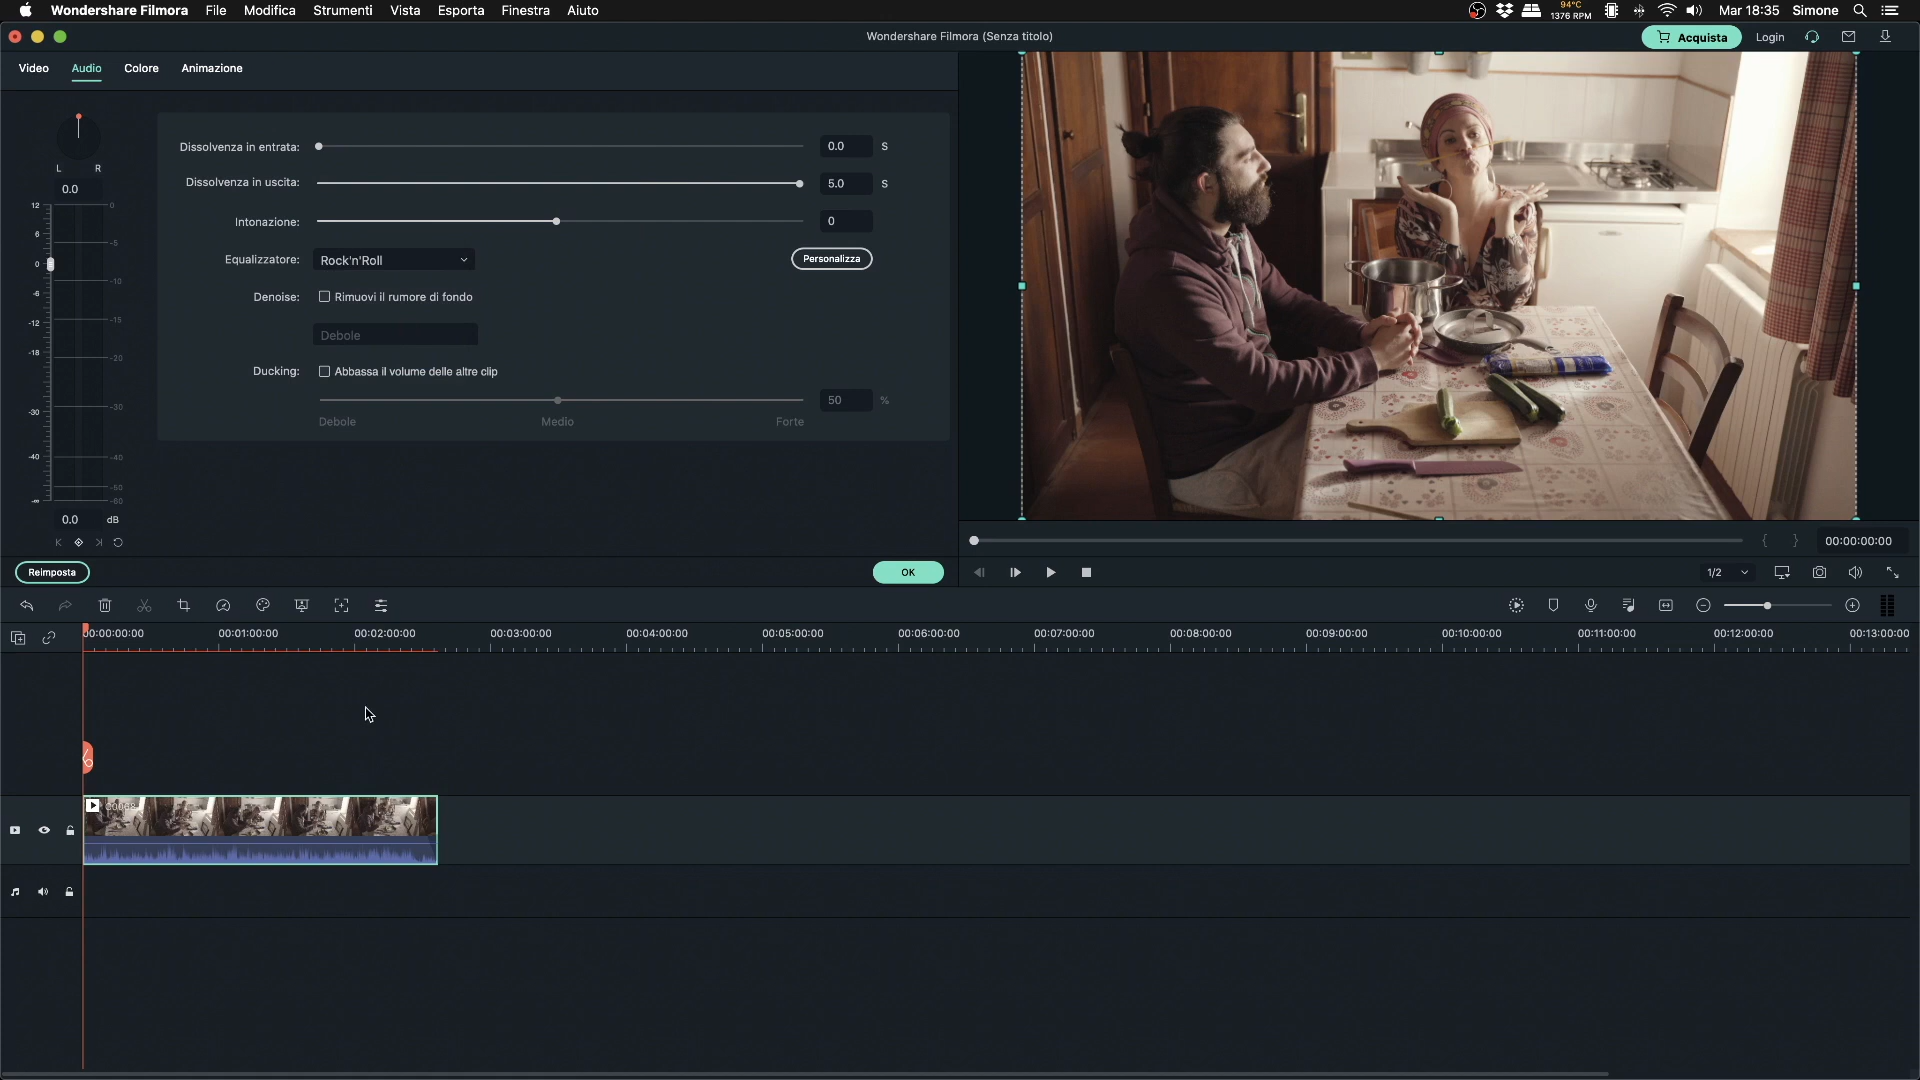 Wondershare Filmora File Modifica Strumenti Vista Esporta Finestra Aiuto 94°C 1376 RPM Mar 18:35 Simone
Wondershare Filmora (Senza titolo) Acquista Login
Video Audio Colore Animazione
Dissolvenza in entrata: 0.0 S
L R
Dissolvenza in uscita: 5.0 S
0.0
Intonazione: 0
Equalizzatore: Rock'n'Roll Personalizza
Denoise: Rimuovi il rumore di fondo
Debole
Ducking: Abbassa il volume delle altre clip
50 %
Debole Medio Forte
12
6
0
-6
-12
-18
-30
-40
-∞
0
-5
-10
-15
-20
-30
-40
-50
-60
0.0 dB
{ } 00:00:00:00
Reimposta OK 1/2
00:00:00:00 00:01:00:00 00:02:00:00 00:03:00:00 00:04:00:00 00:05:00:00 00:06:00:00 00:07:00:00 00:08:00:00 00:09:00:00 00:10:00:00 00:11:00:00 00:12:00:00 00:13:00:00